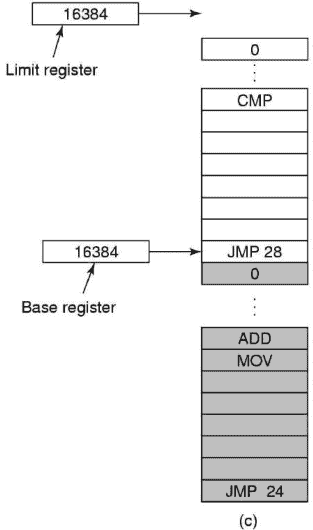 16384
Limit register
0
CMP
16384
JMP 28
0
Base register
ADD
MOV
JMP 24
(c)